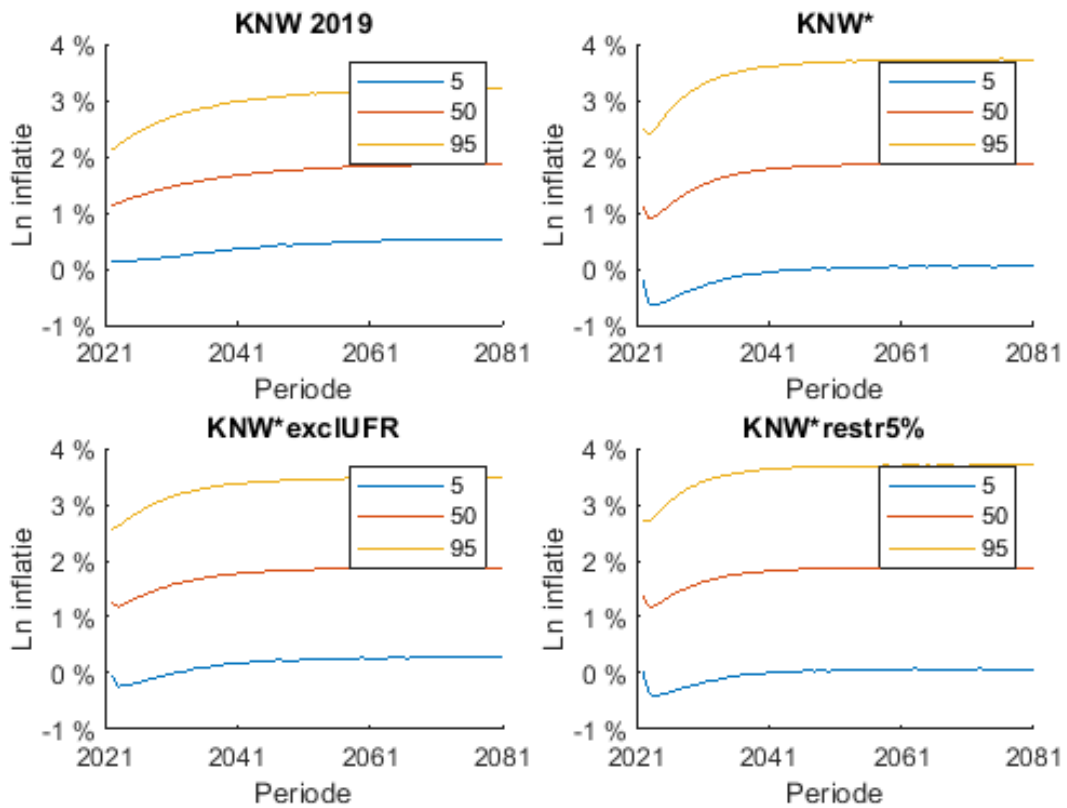 KNW 2019
4 %
3 %
2 %
1 %
0 %
-1 %
Ln inflatie
2021 2041 2061 2081
Periode
5
50
95
KNW*
4 %
3 %
2 %
1 %
0 %
-1 %
Ln inflatie
2021 2041 2061 2081
Periode
5
50
95
KNW*exclUFR
4 %
3 %
2 %
1 %
0 %
-1 %
Ln inflatie
2021 2041 2061 2081
Periode
5
50
95
KNW*restr5%
4 %
3 %
2 %
1 %
0 %
-1 %
Ln inflatie
2021 2041 2061 2081
Periode
5
50
95